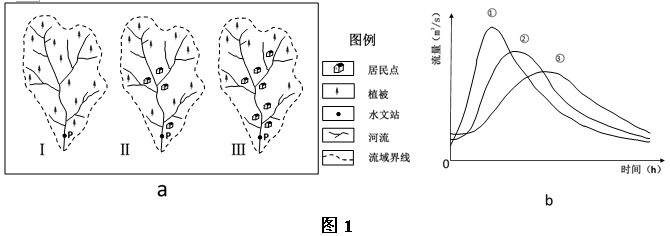 I
II
III
P
P
P
图例
居民点
植被
水文站
河流
流域界线
a
流量(m³/s)
①
②
③
0
时间(h)
b
图1